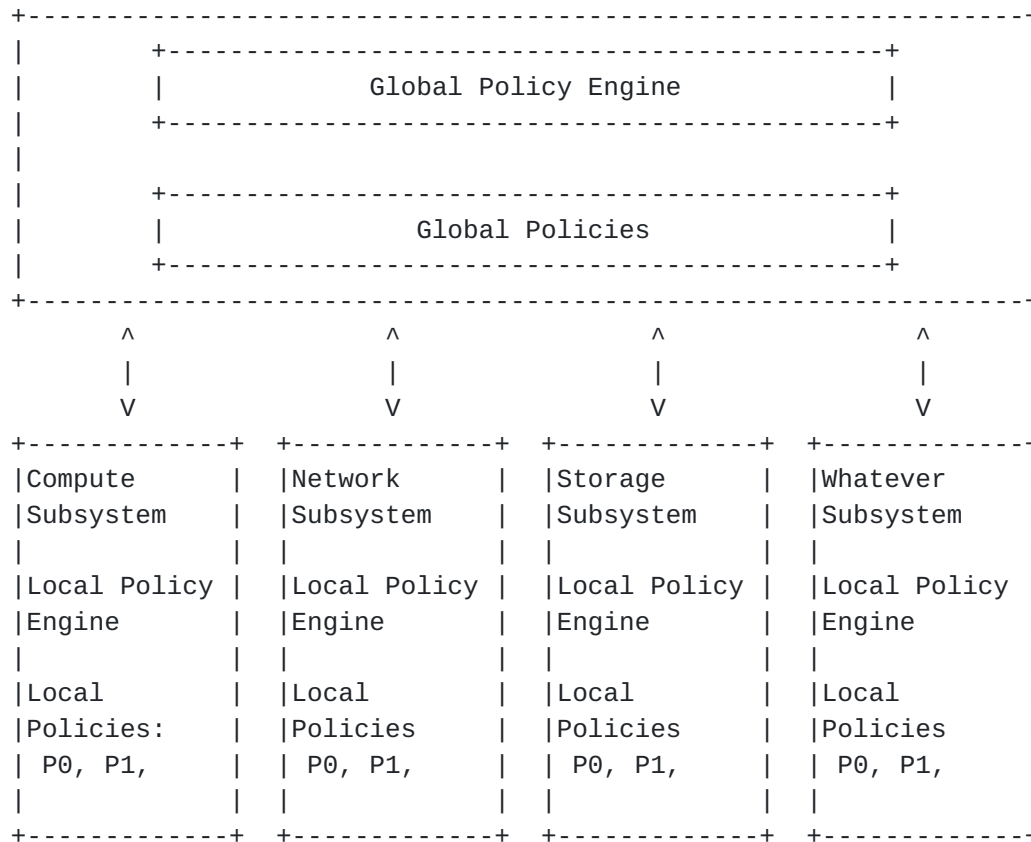 Global Policy Engine
Global Policies
Compute Network Storage Whatever
Subsystem Subsystem Subsystem Subsystem
Local Policy Local Policy Local Policy Local Policy
Engine Engine Engine Engine
Local Local Local Local
Policies: Policies Policies Policies
P0, P1, P0, P1, P0, P1, P0, P1,